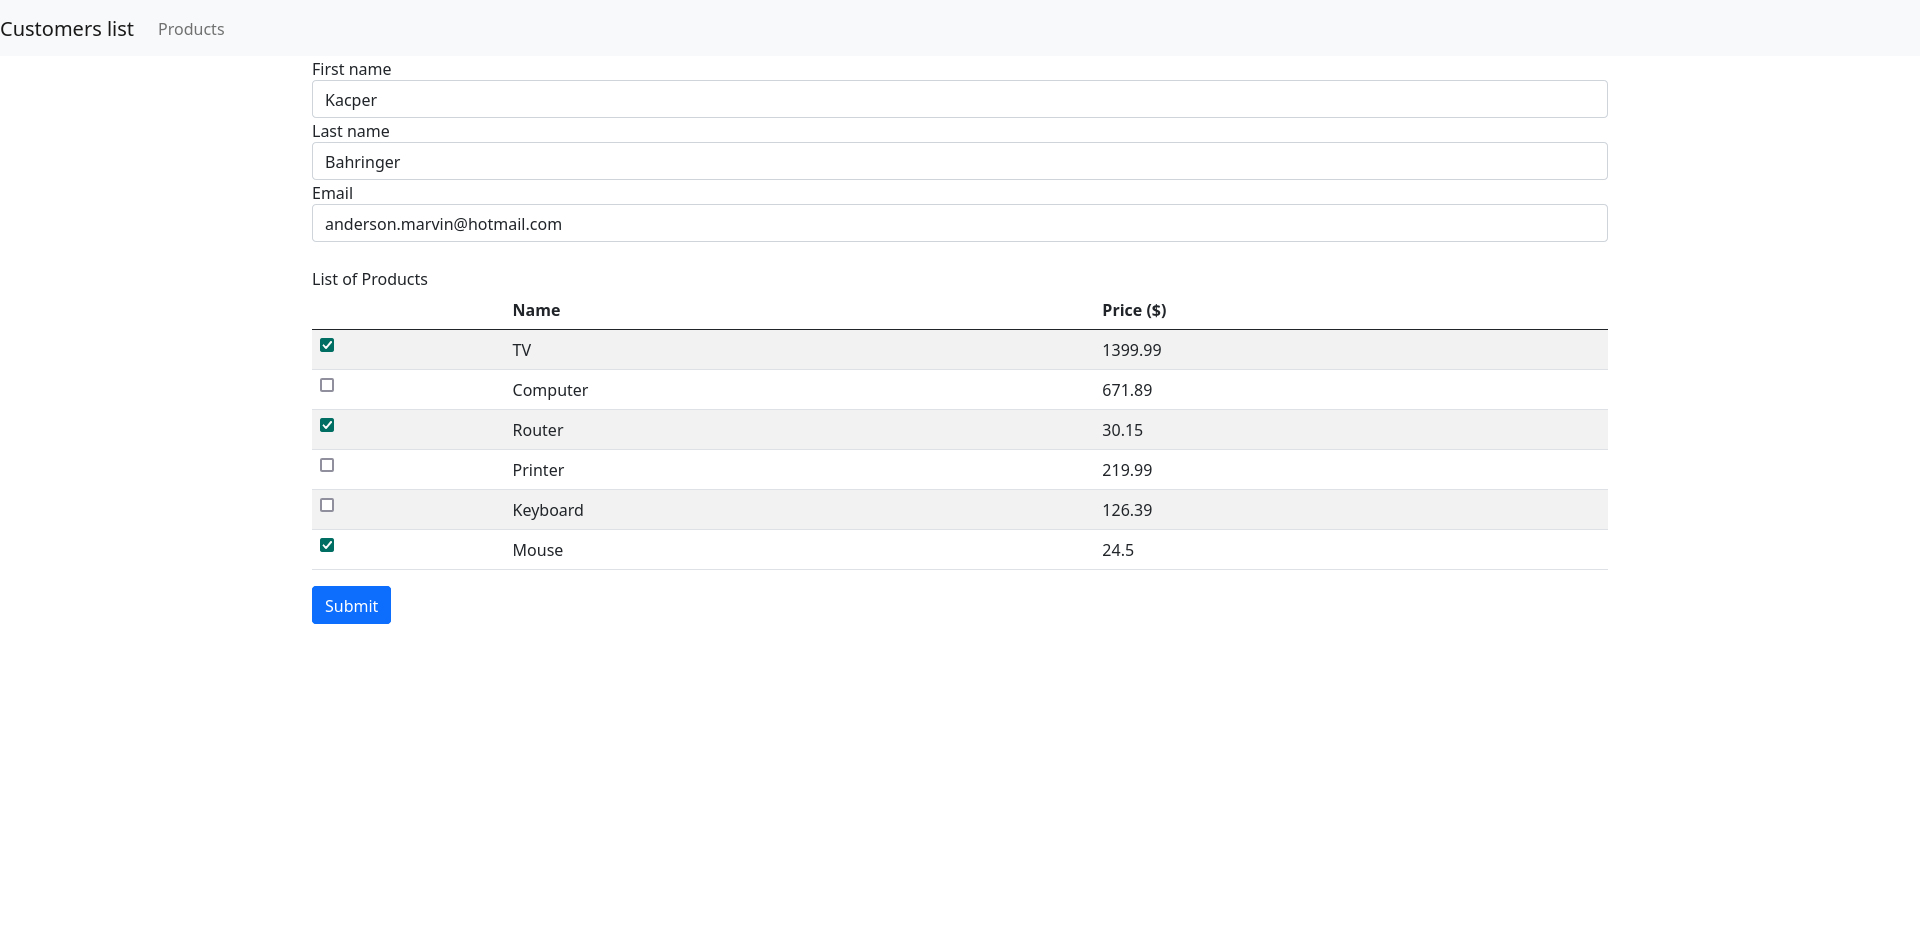 Customers list Products
First name
Kacper
Last name
Bahringer
Email
anderson.marvin@hotmail.com
List of Products
Name Price ($)
TV 1399.99
Computer 671.89
Router 30.15
Printer 219.99
Keyboard 126.39
Mouse 24.5
Submit